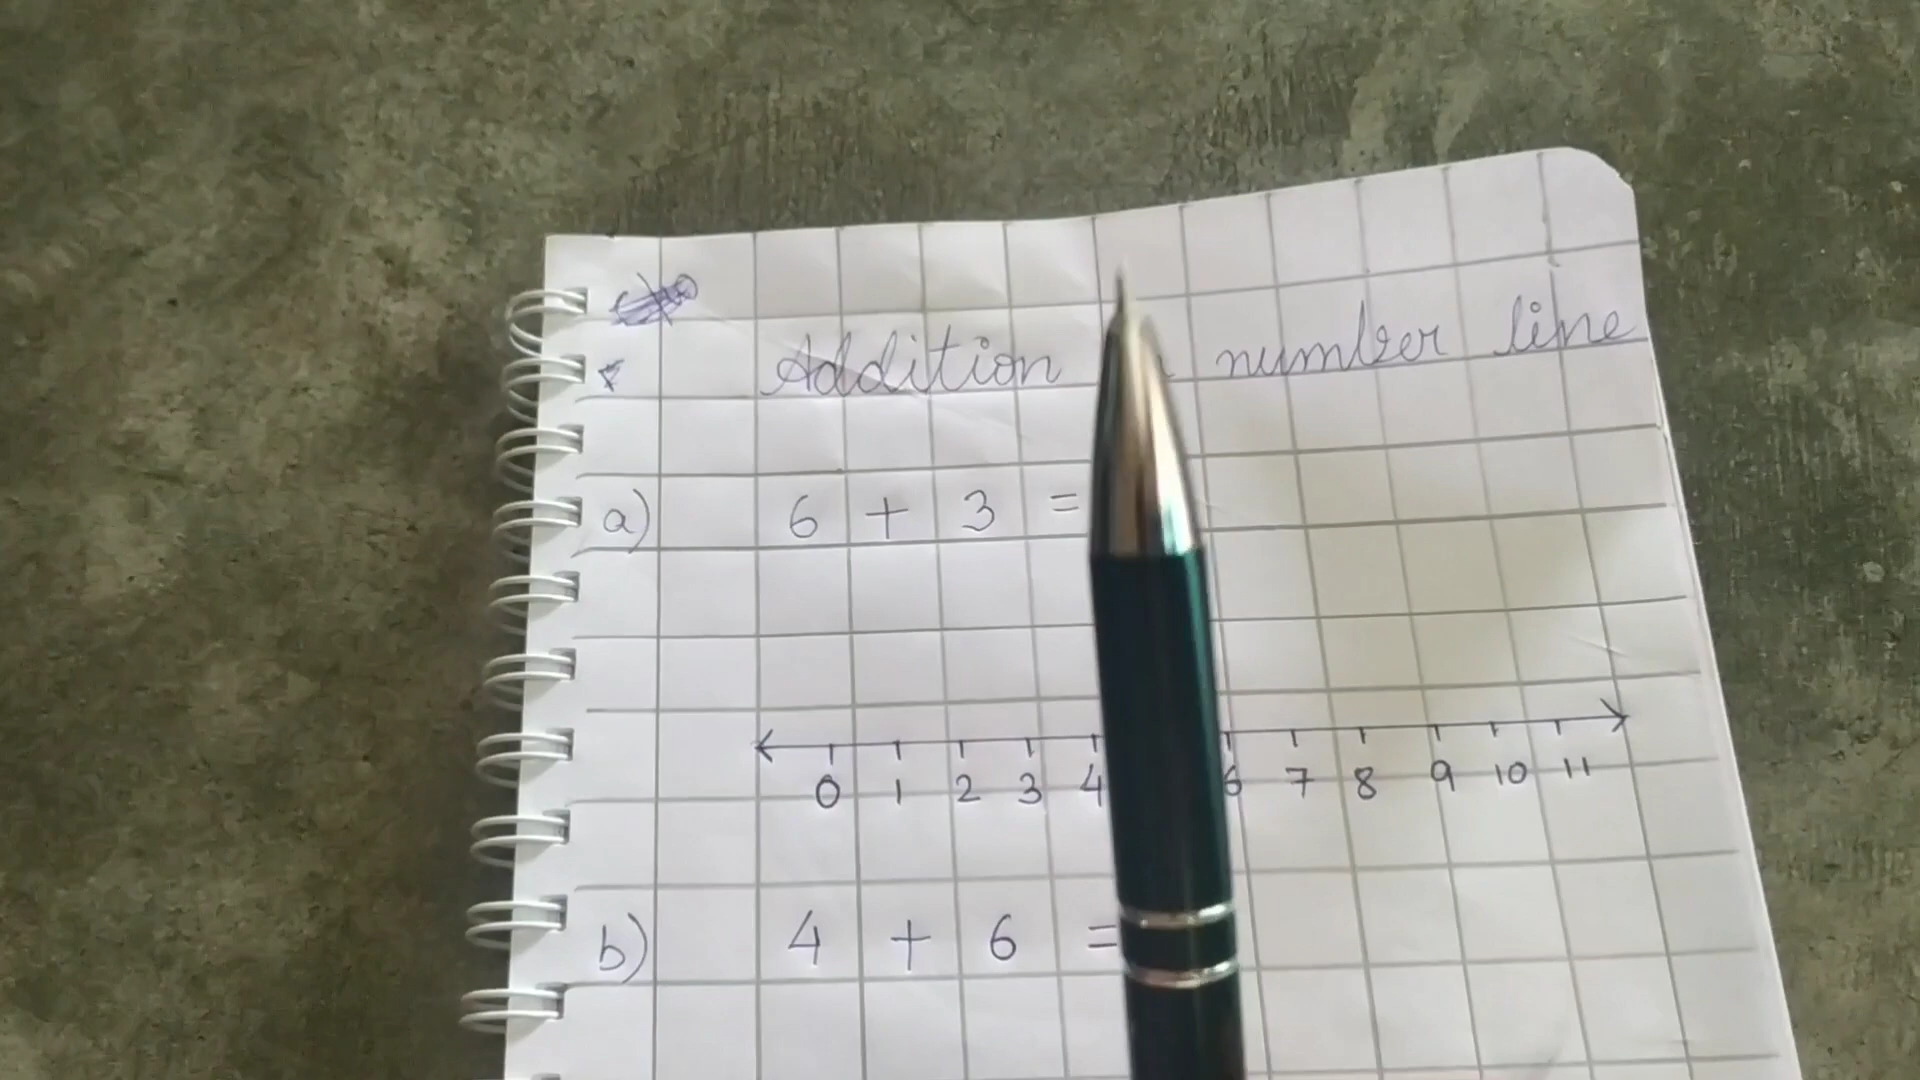 Addition number line
a) 6 + 3 =
0 1 2 3 4 6 7 8 9 10 11
b) 4 + 6 =